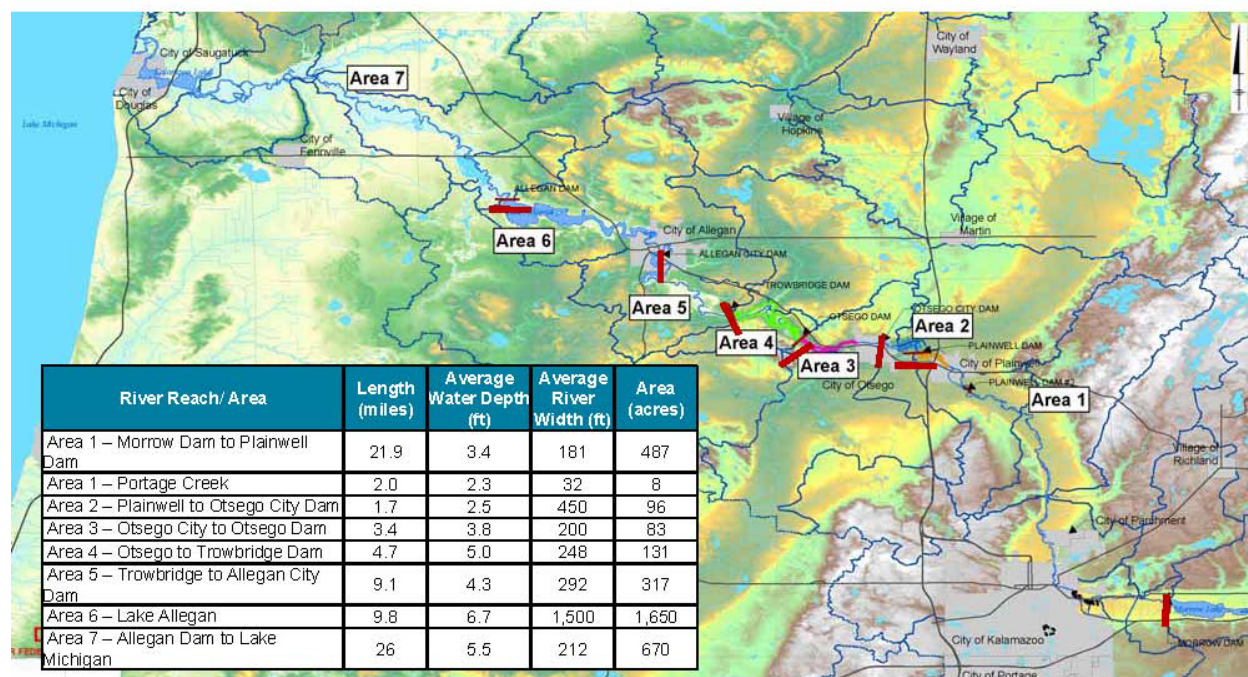 City of Saugatuck
City of
Douglas
Area 7
Lake Michigan
City of
Fennville
City of
Wayland
Village of
Hopkins
ALLEGAN DAM
Area 6
City of Allegan
ALLEGAN CITY DAM
Village of
Martin
Area 5
TROWBRIDGE DAM
OTSEGO DAM
OTSEGO CITY DAM
Area 2
Area 4
Area 3
PLAINWELL DAM
City of Plainwell
City of Otsego
PLAINWELL DAM #2
Area 1
Village of
Richland
City of Parchment
Morrow Lake
City of Kalamazoo
MORROW DAM
City of Portage
River Reach/ Area Length (miles) Average Water Depth (ft) Average River Width (ft) Area (acres)
Area 1 – Morrow Dam to Plainwell Dam 21.9 3.4 181 487
Area 1 – Portage Creek 2.0 2.3 32 8
Area 2 – Plainwell to Otsego City Dam 1.7 2.5 450 96
Area 3 – Otsego City to Otsego Dam 3.4 3.8 200 83
Area 4 – Otsego to Trowbridge Dam 4.7 5.0 248 131
Area 5 – Trowbridge to Allegan City Dam 9.1 4.3 292 317
Area 6 – Lake Allegan 9.8 6.7 1,500 1,650
Area 7 – Allegan Dam to Lake Michigan 26 5.5 212 670